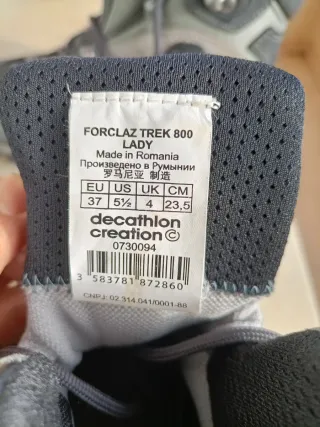 FORCLAZ TREK 800
LADY
Made in Romania
Произведено в Румынии
罗马尼亚 制造
EU US UK CM
37 5½ 4 23,5
decathlon
creation ©
0730094
3 583781 872860
CNPJ: 02.314.041/0001-88